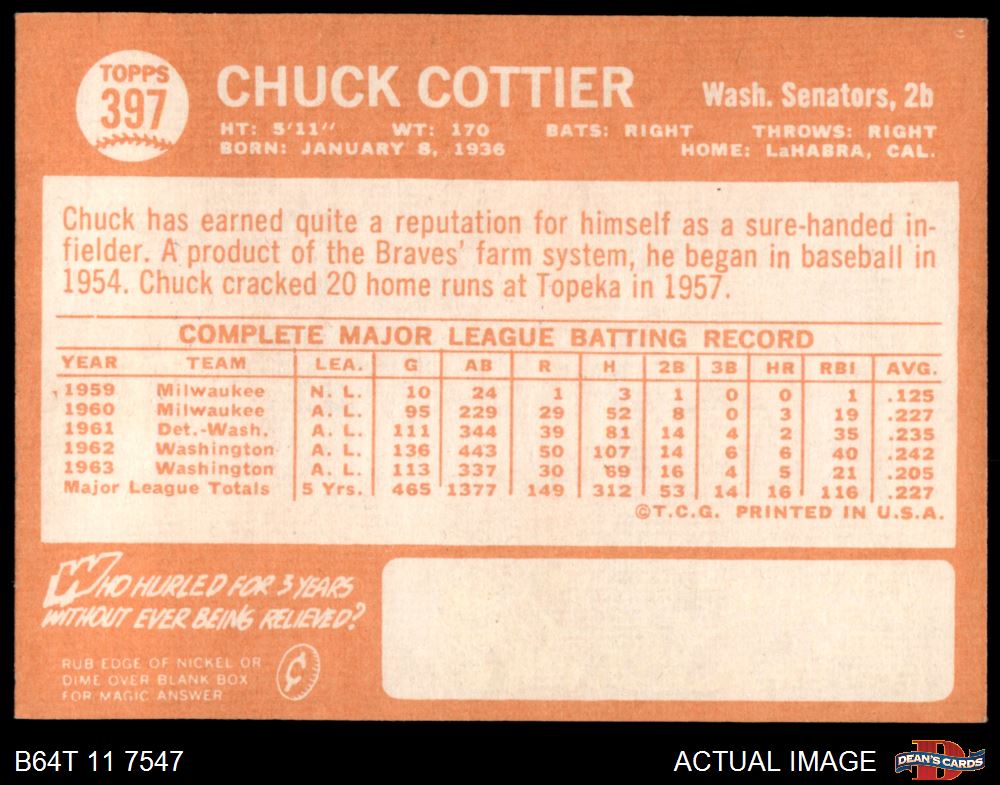 TOPPS
397
CHUCK COTTIER
Wash. Senators, 2b
HT: 5'11" WT: 170 BATS: RIGHT THROWS: RIGHT
BORN: JANUARY 8, 1936 HOME: LaHABRA, CAL.
Chuck has earned quite a reputation for himself as a sure-handed in-
fielder. A product of the Braves' farm system, he began in baseball in
1954. Chuck cracked 20 home runs at Topeka in 1957.
COMPLETE MAJOR LEAGUE BATTING RECORD
YEAR TEAM LEA. G AB R H 2B 3B HR RBI AVG.
1959 Milwaukee N. L. 10 24 1 3 1 0 0 1 .125
1960 Milwaukee A. L. 95 229 29 52 8 0 3 19 .227
1961 Det.-Wash. A. L. 111 344 39 81 14 4 2 35 .235
1962 Washington A. L. 136 443 50 107 14 6 6 40 .242
1963 Washington A. L. 113 337 30 69 16 4 5 21 .205
Major League Totals 5 Yrs. 465 1377 149 312 53 14 16 116 .227
©T.C.G. PRINTED IN U.S.A.
WHO HURLED FOR 3 YEARS
WITHOUT EVER BEING RELIEVED?
RUB EDGE OF NICKEL OR
DIME OVER BLANK BOX
FOR MAGIC ANSWER
¢
B64T 11 7547
ACTUAL IMAGE
D
DEAN'S CARDS